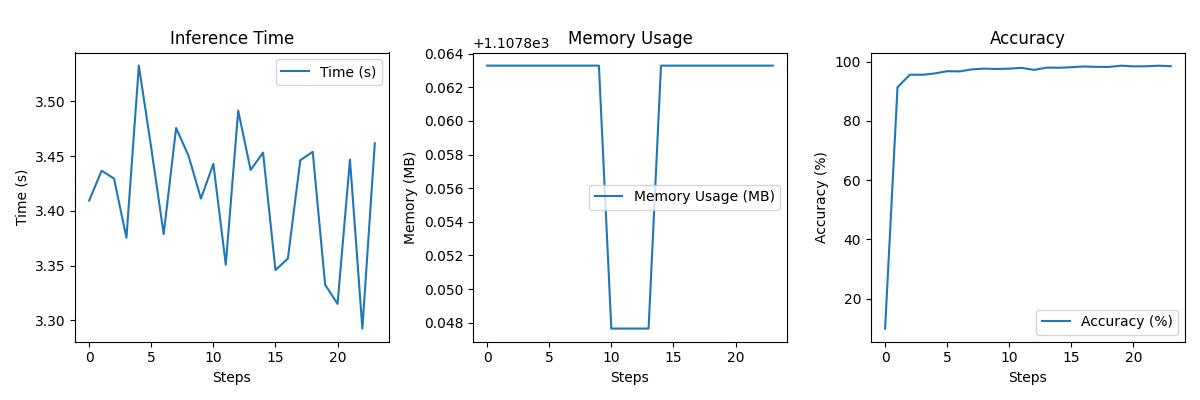 Inference Time
Time (s)
3.50
3.45
3.40
3.35
3.30
Time (s)
0 5 10 15 20
Steps
+1.1078e3 Memory Usage
0.064
0.062
0.060
0.058
0.056
0.054
0.052
0.050
0.048
Memory Usage (MB)
Memory (MB)
0 5 10 15 20
Steps
Accuracy
100
80
60
40
20
Accuracy (%)
Accuracy (%)
0 5 10 15 20
Steps